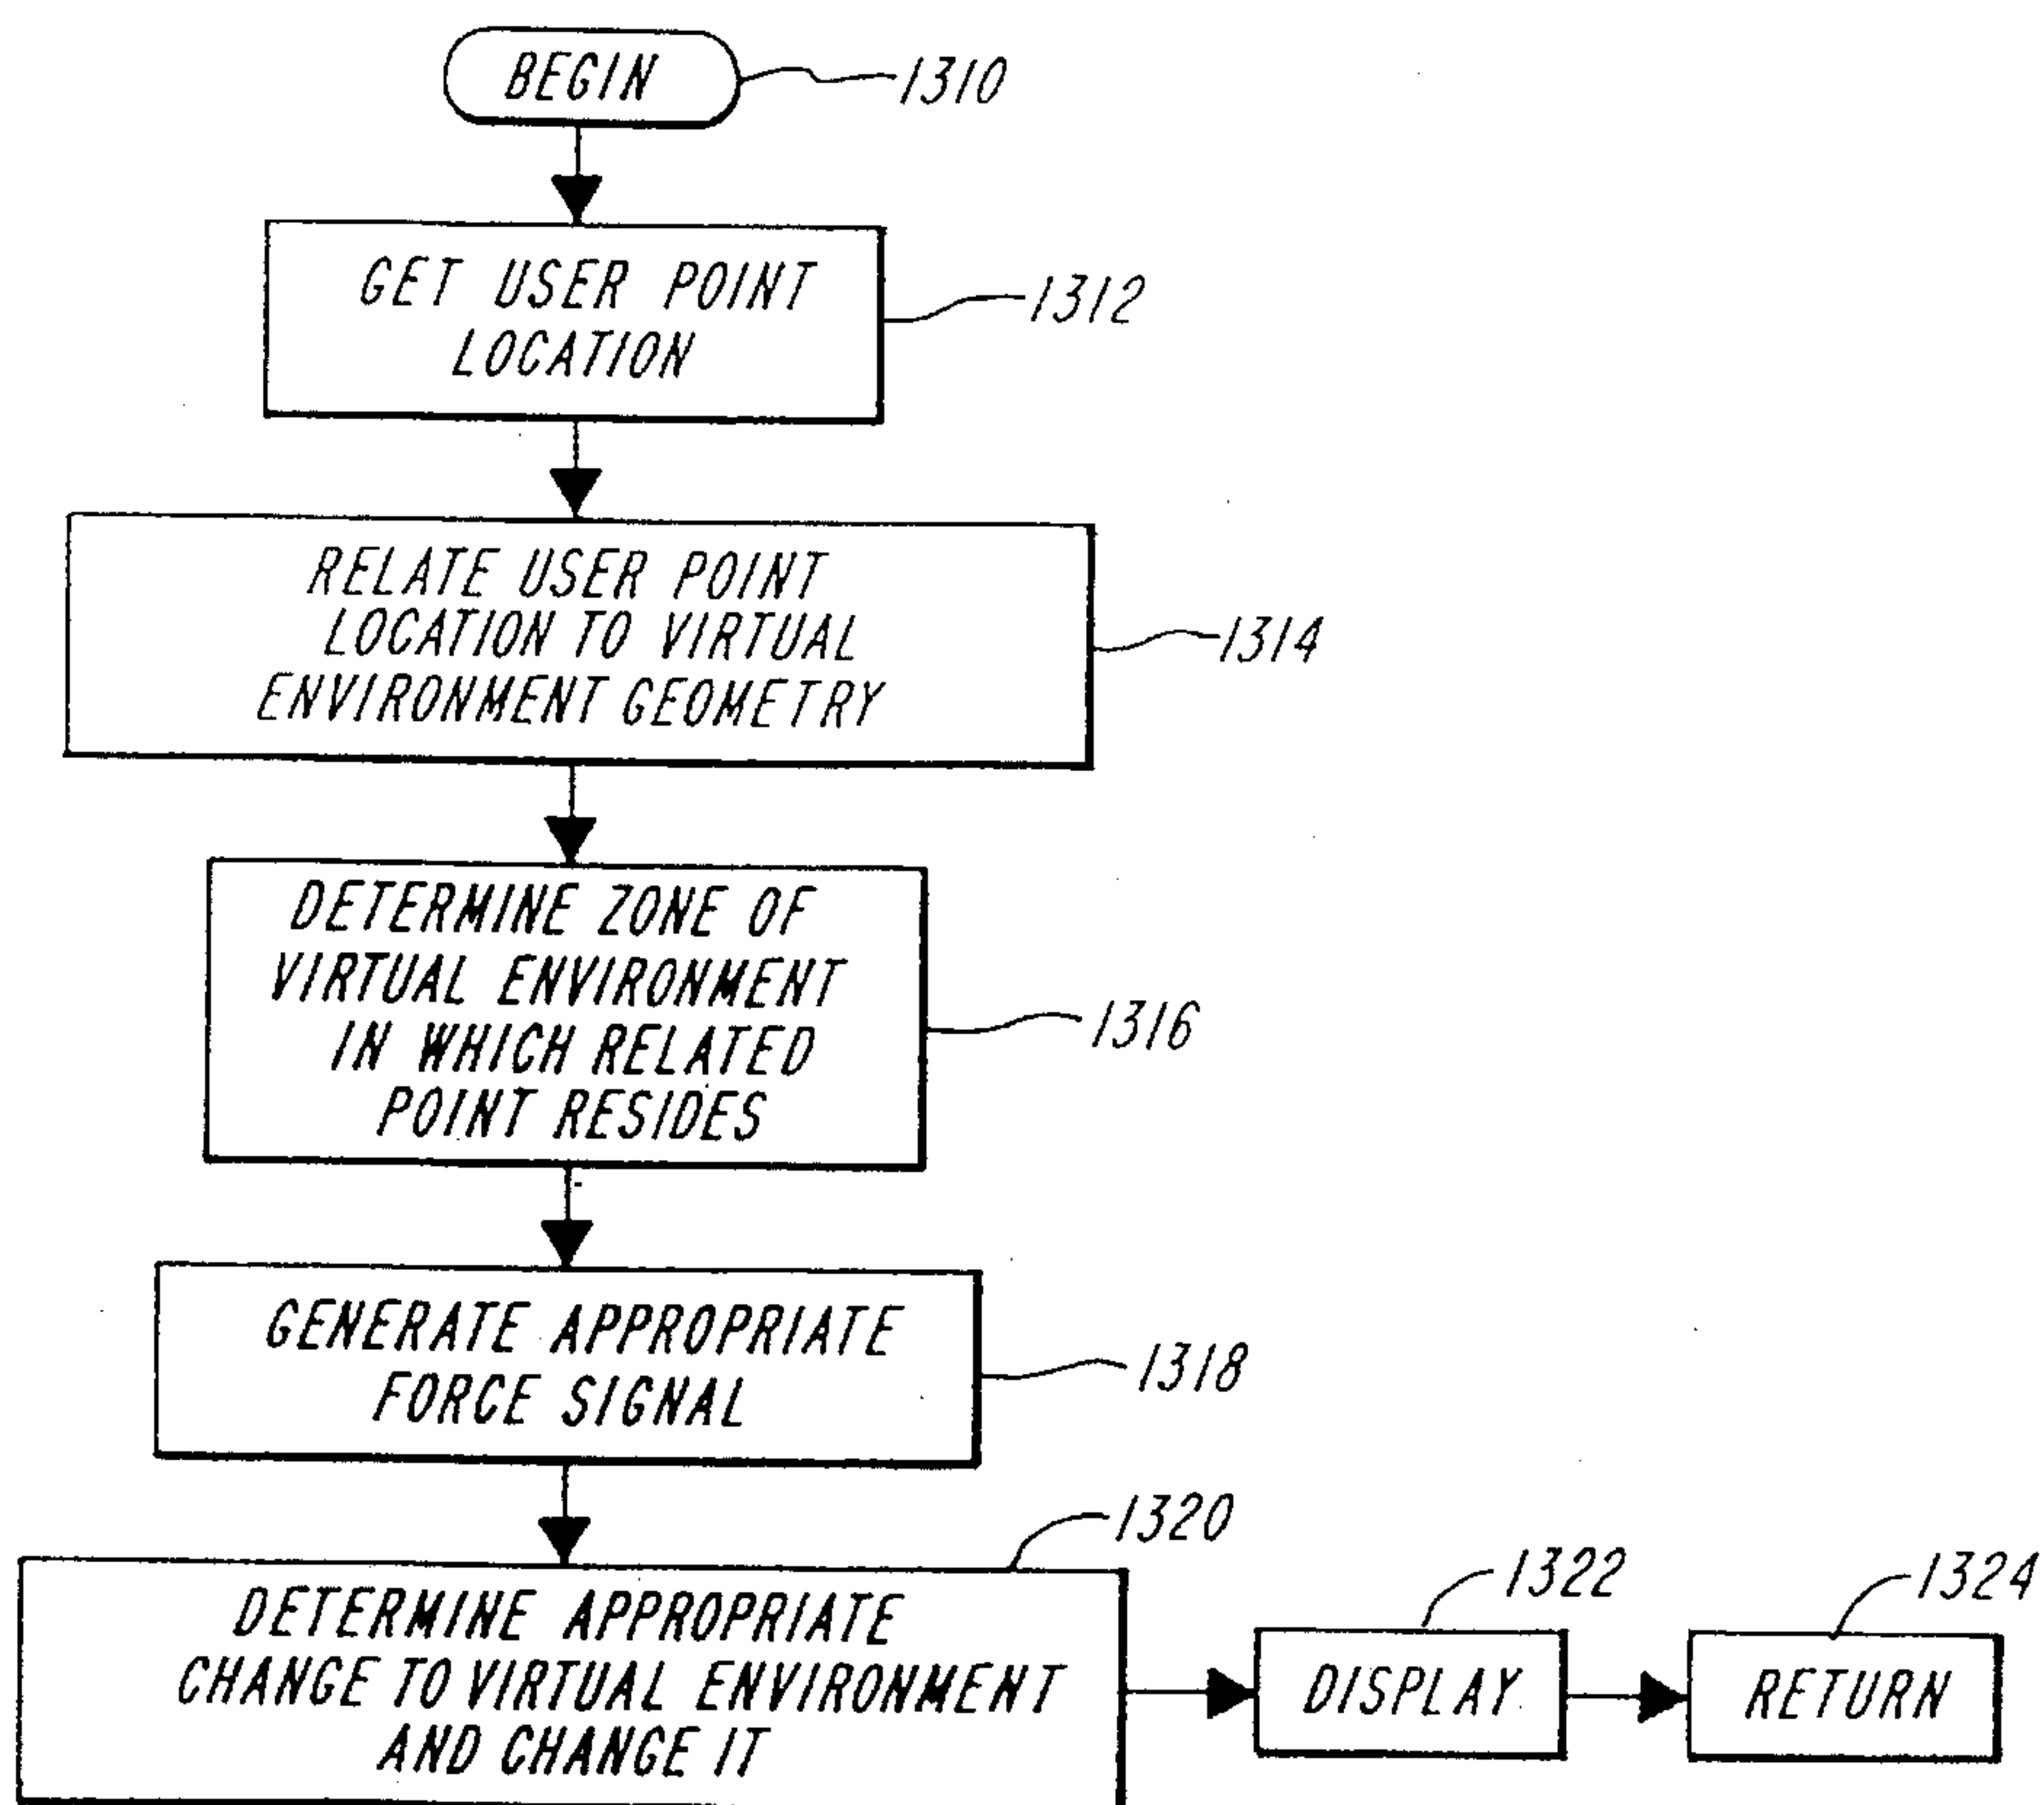 BEGIN
1310
GET USER POINT
LOCATION
1312
RELATE USER POINT
LOCATION TO VIRTUAL
ENVIRONMENT GEOMETRY
1314
DETERMINE ZONE OF
VIRTUAL ENVIRONMENT
IN WHICH RELATED
POINT RESIDES
1316
GENERATE APPROPRIATE
FORCE SIGNAL
1318
DETERMINE APPROPRIATE
CHANGE TO VIRTUAL ENVIRONMENT
AND CHANGE IT
1320
DISPLAY
1322
RETURN
1324